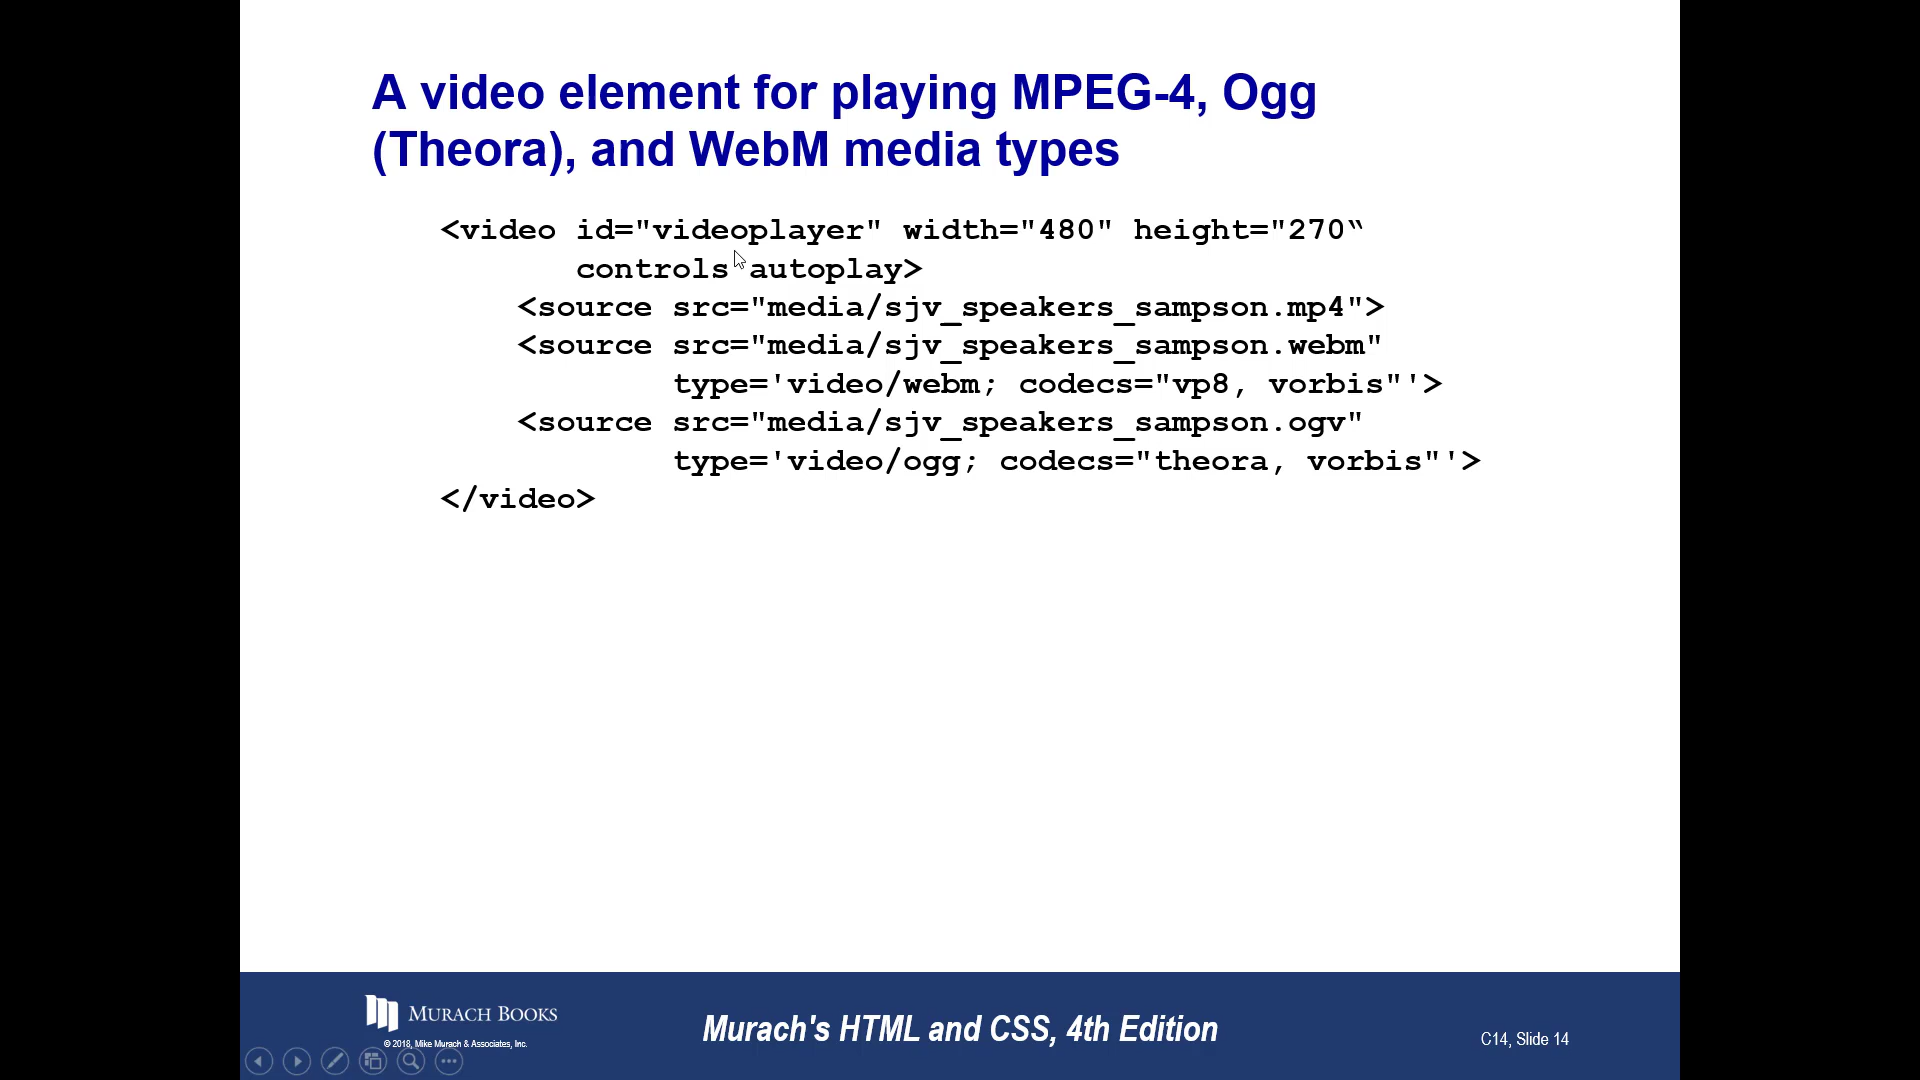 A video element for playing MPEG-4, Ogg
(Theora), and WebM media types
<video id="videoplayer" width="480" height="270“
controls autoplay>
<source src="media/sjv_speakers_sampson.mp4">
<source src="media/sjv_speakers_sampson.webm"
type='video/webm; codecs="vp8, vorbis"'>
<source src="media/sjv_speakers_sampson.ogv"
type='video/ogg; codecs="theora, vorbis"'>
</video>
MURACH BOOKS
© 2018, Mike Murach & Associates, Inc.
Murach's HTML and CSS, 4th Edition
C14, Slide 14